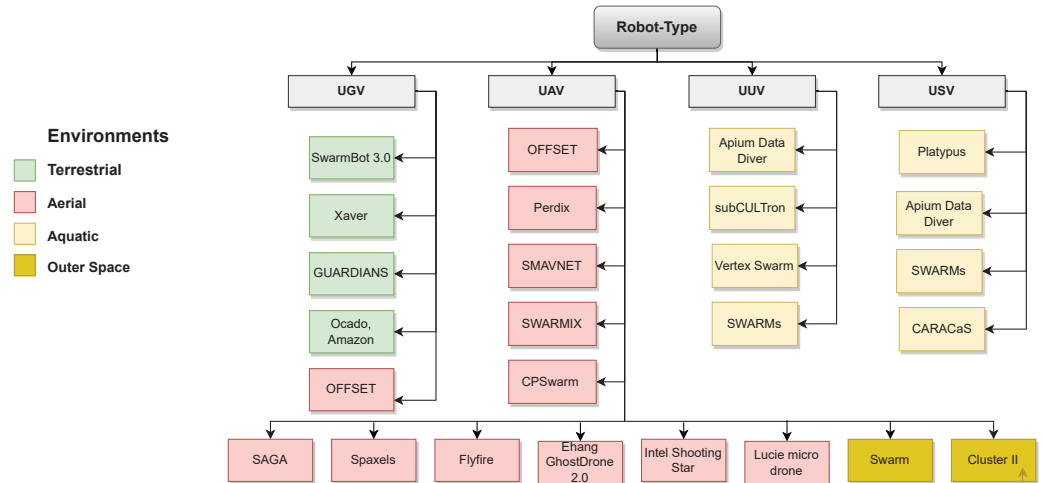 Robot-Type
UGV
UAV
UUV
USV
Environments
Terrestrial
Aerial
Aquatic
Outer Space
SwarmBot 3.0
Xaver
GUARDIANS
Ocado,
Amazon
OFFSET
OFFSET
Perdix
SMAVNET
SWARMIX
CPSwarm
Apium Data
Diver
subCULTron
Vertex Swarm
SWARMs
Platypus
Apium Data
Diver
SWARMs
CARACaS
SAGA
Spaxels
Flyfire
Ehang
GhostDrone
2.0
Intel Shooting
Star
Lucie micro
drone
Swarm
Cluster II